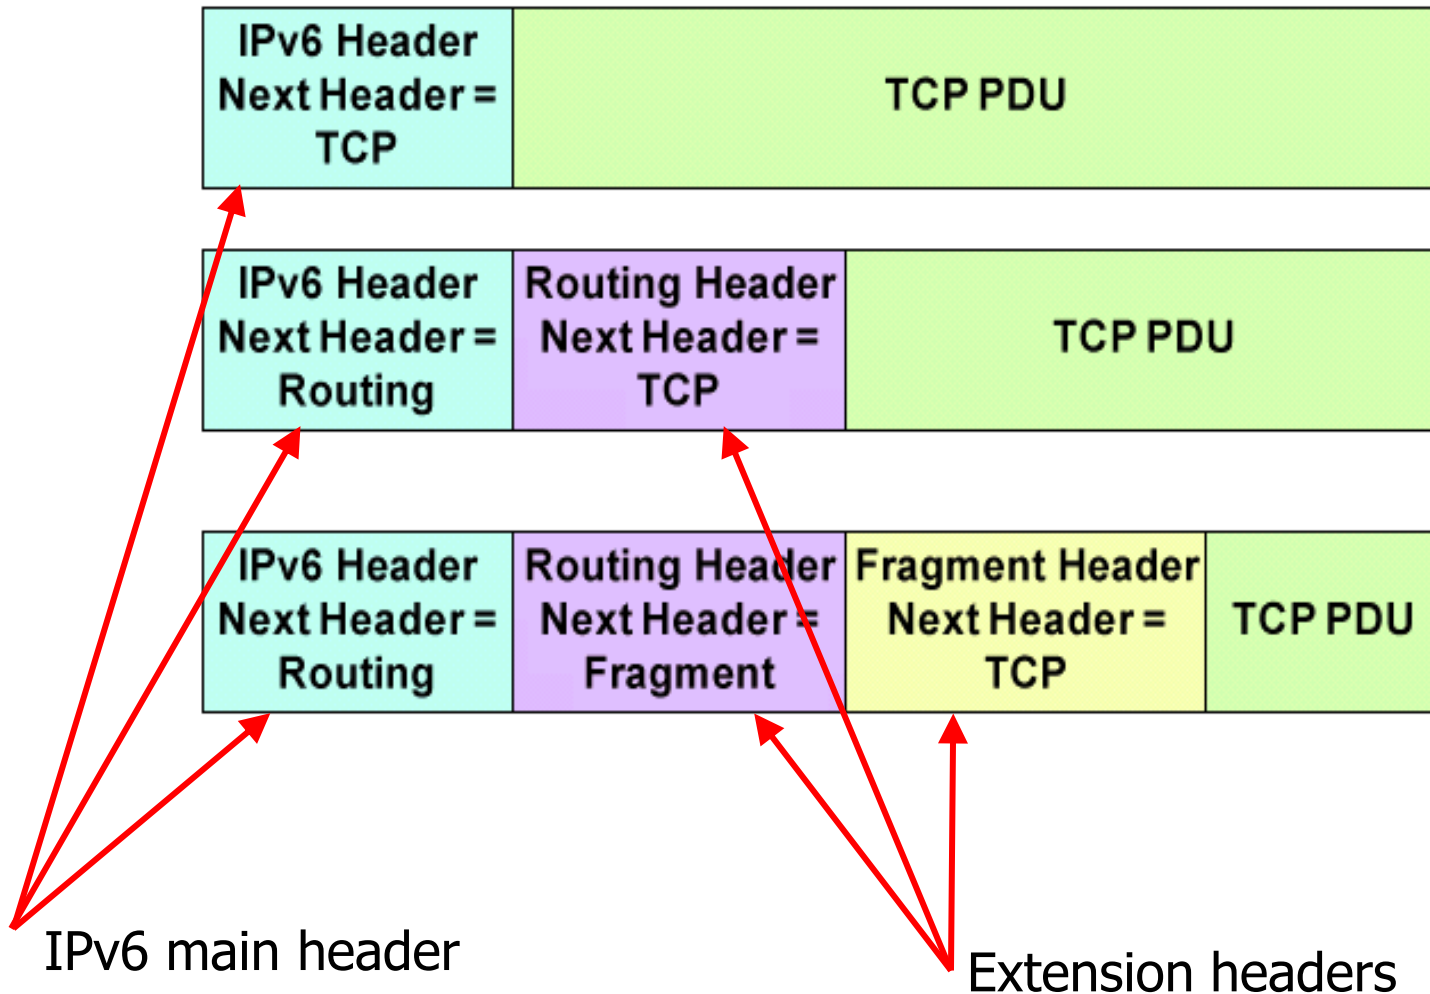 IPv6 Header
Next Header =
TCP
TCP PDU
IPv6 Header
Next Header =
Routing
Routing Header
Next Header =
TCP
TCP PDU
IPv6 Header
Next Header =
Routing
Routing Header
Next Header =
Fragment
Fragment Header
Next Header =
TCP
TCP PDU
IPv6 main header
Extension headers